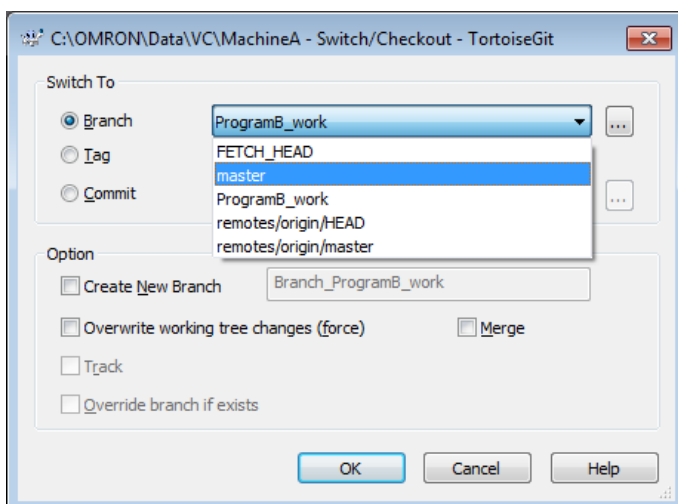 C:\OMRON\Data\VC\MachineA - Switch/Checkout - TortoiseGit
Switch To
Branch
ProgramB_work
...
Tag
FETCH_HEAD
master
Commit
ProgramB_work
...
remotes/origin/HEAD
remotes/origin/master
Option
Create New Branch
Branch_ProgramB_work
Overwrite working tree changes (force)
Merge
Track
Override branch if exists
OK
Cancel
Help